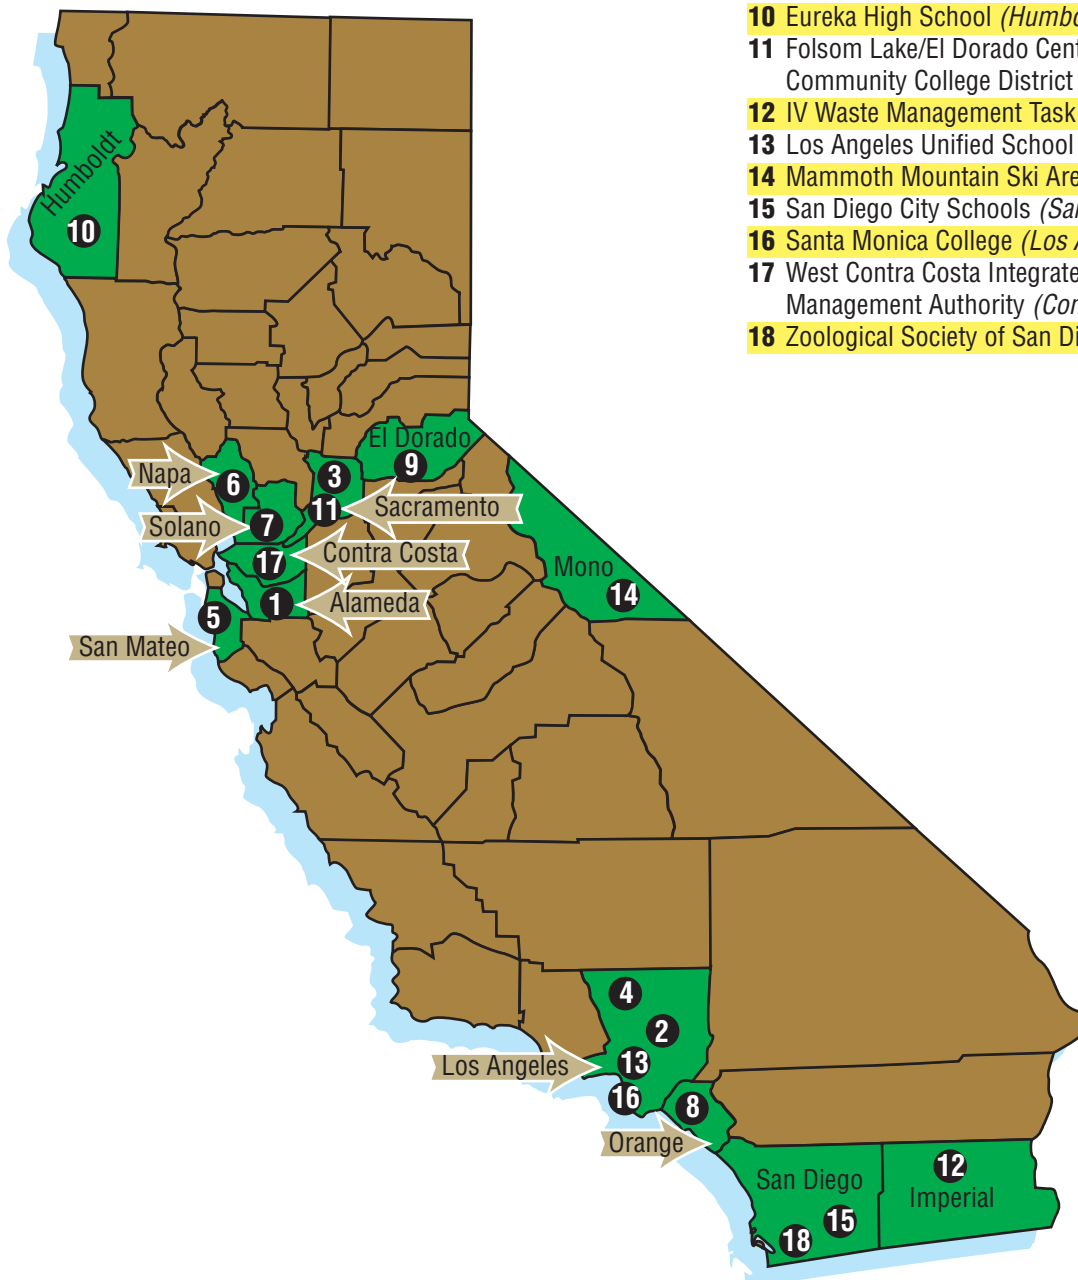 10 Eureka High School (Humbo
11 Folsom Lake/El Dorado Cent
Community College District
12 IV Waste Management Task
13 Los Angeles Unified School
14 Mammoth Mountain Ski Are
15 San Diego City Schools (Sa
16 Santa Monica College (Los A
17 West Contra Costa Integrate
Management Authority (Con
18 Zoological Society of San Di
Humboldt
10
El Dorado
9
Napa
6
3
11
Sacramento
Solano
7
Contra Costa
17
Alameda
1
5
San Mateo
Mono
14
4
2
Los Angeles
13
16
8
Orange
San Diego
15
18
12
Imperial